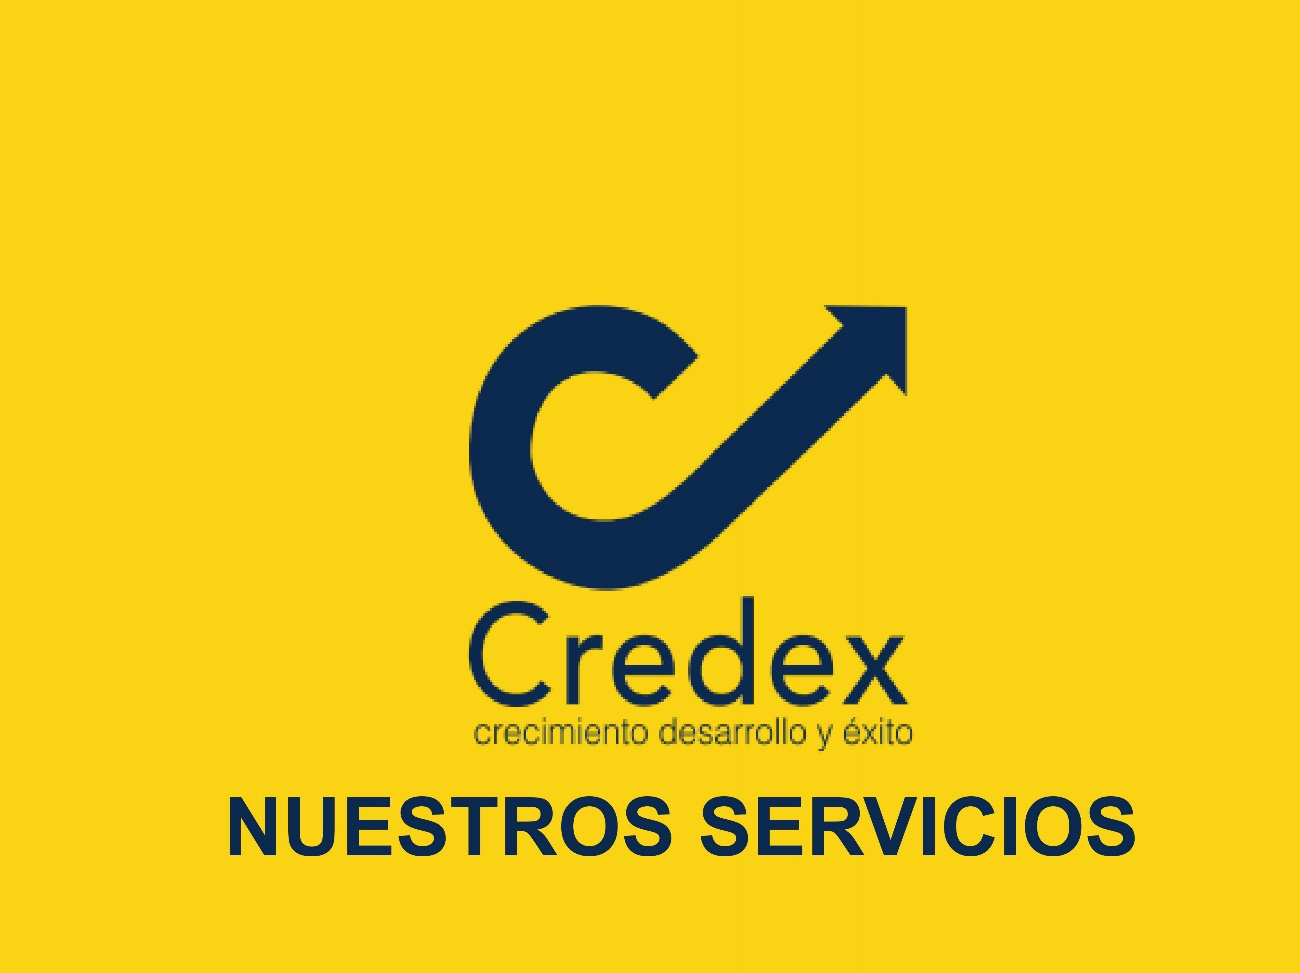 Credex
crecimiento desarrollo y éxito
NUESTROS SERVICIOS